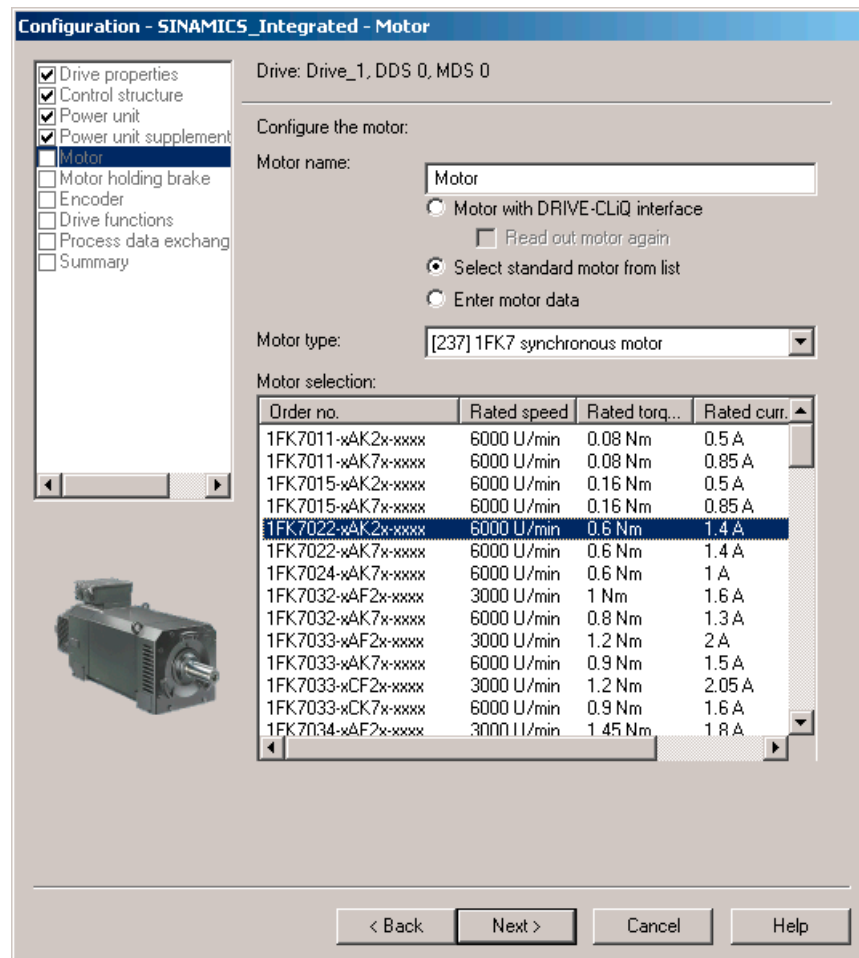 Configuration - SINAMICS_Integrated - Motor
Drive properties
Control structure
Power unit
Power unit supplement
Motor
Motor holding brake
Encoder
Drive functions
Process data exchang
Summary
Drive: Drive_1, DDS 0, MDS 0
Configure the motor:
Motor name:
Motor
Motor with DRIVE-CLiQ interface
Read out motor again
Select standard motor from list
Enter motor data
Motor type:
[237] 1FK7 synchronous motor
Motor selection:
Order no. Rated speed Rated torq... Rated curr.
1FK7011-xAK2x-xxxx 6000 U/min 0.08 Nm 0.5 A
1FK7011-xAK7x-xxxx 6000 U/min 0.08 Nm 0.85 A
1FK7015-xAK2x-xxxx 6000 U/min 0.16 Nm 0.5 A
1FK7015-xAK7x-xxxx 6000 U/min 0.16 Nm 0.85 A
1FK7022-xAK2x-xxxx 6000 U/min 0.6 Nm 1.4 A
1FK7022-xAK7x-xxxx 6000 U/min 0.6 Nm 1.4 A
1FK7024-xAK7x-xxxx 6000 U/min 0.6 Nm 1 A
1FK7032-xAF2x-xxxx 3000 U/min 1 Nm 1.6 A
1FK7032-xAK7x-xxxx 6000 U/min 0.8 Nm 1.3 A
1FK7033-xAF2x-xxxx 3000 U/min 1.2 Nm 2 A
1FK7033-xAK7x-xxxx 6000 U/min 0.9 Nm 1.5 A
1FK7033-xCF2x-xxxx 3000 U/min 1.2 Nm 2.05 A
1FK7033-xCK7x-xxxx 6000 U/min 0.9 Nm 1.6 A
1FK7034-xAF2x-xxxx 3000 U/min 1.45 Nm 1.8 A
< Back
Next >
Cancel
Help